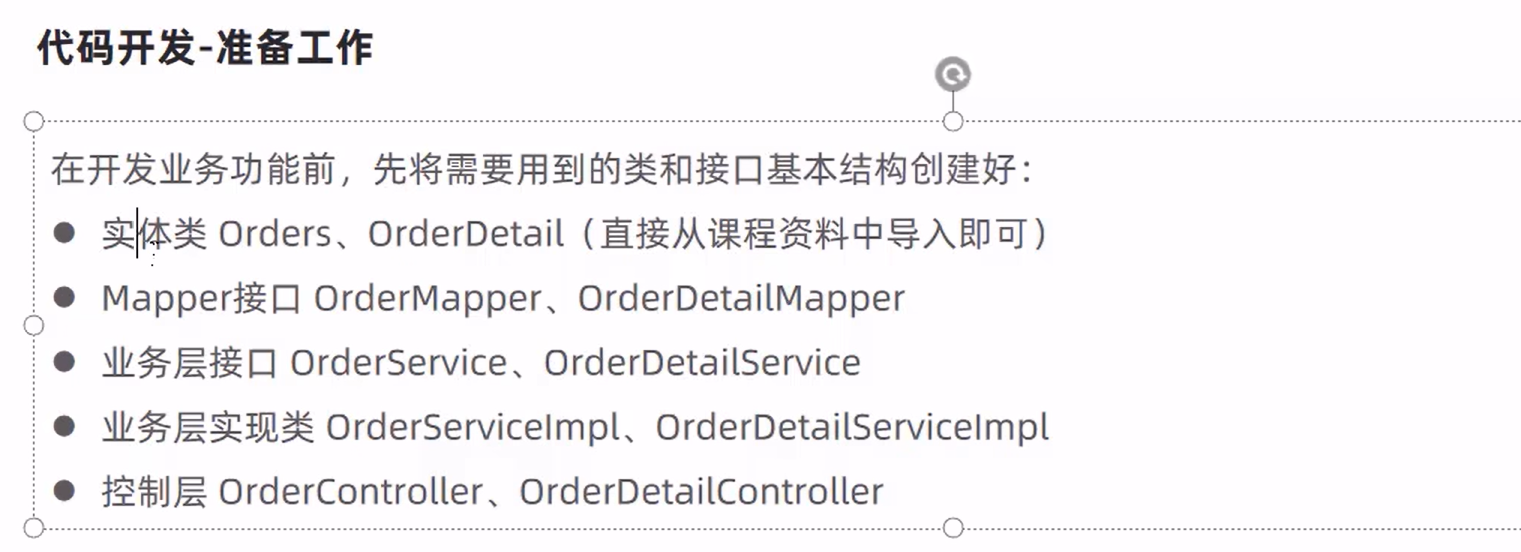 代码开发-准备工作
在开发业务功能前，先将需要用到的类和接口基本结构创建好：
● 实体类 Orders、OrderDetail（直接从课程资料中导入即可）
● Mapper接口 OrderMapper、OrderDetailMapper
● 业务层接口 OrderService、OrderDetailService
● 业务层实现类 OrderServiceImpl、OrderDetailServiceImpl
● 控制层 OrderController、OrderDetailController